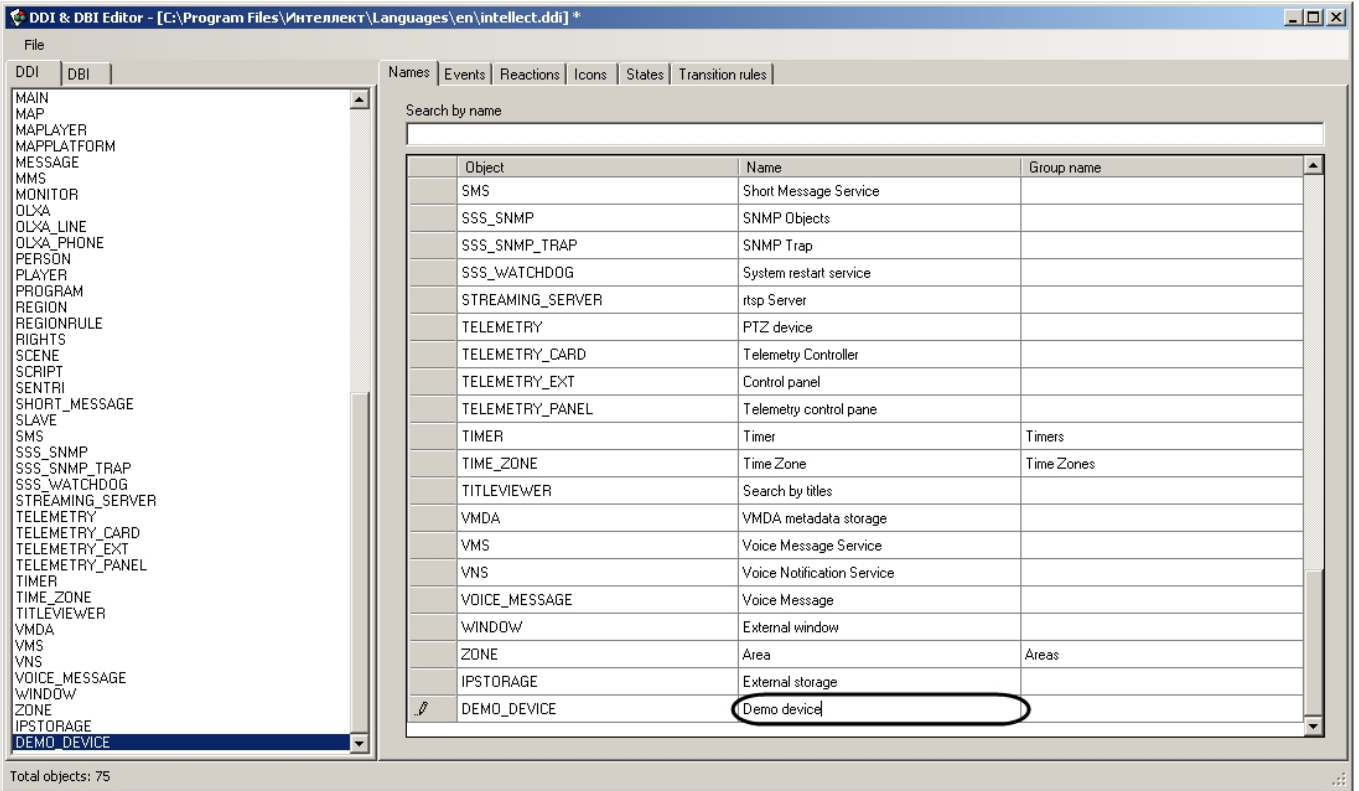 DDI & DBI Editor - [C:\Program Files\Интеллект\Languages\en\intellect.ddi] *
File
DDI DBI
MAIN
MAP
MAPLAYER
MAPPLATFORM
MESSAGE
MMS
MONITOR
OLXA
OLXA_LINE
OLXA_PHONE
PERSON
PLAYER
PROGRAM
REGION
REGIONRULE
RIGHTS
SCENE
SCRIPT
SENTRI
SHORT_MESSAGE
SLAVE
SMS
SSS_SNMP
SSS_SNMP_TRAP
SSS_WATCHDOG
STREAMING_SERVER
TELEMETRY
TELEMETRY_CARD
TELEMETRY_EXT
TELEMETRY_PANEL
TIMER
TIME_ZONE
TITLEVIEWER
VMDA
VMS
VNS
VOICE_MESSAGE
WINDOW
ZONE
IPSTORAGE
DEMO_DEVICE
Names Events Reactions Icons States Transition rules
Search by name
Object Name Group name
SMS Short Message Service
SSS_SNMP SNMP Objects
SSS_SNMP_TRAP SNMP Trap
SSS_WATCHDOG System restart service
STREAMING_SERVER rtsp Server
TELEMETRY PTZ device
TELEMETRY_CARD Telemetry Controller
TELEMETRY_EXT Control panel
TELEMETRY_PANEL Telemetry control pane
TIMER Timer Timers
TIME_ZONE Time Zone Time Zones
TITLEVIEWER Search by titles
VMDA VMDA metadata storage
VMS Voice Message Service
VNS Voice Notification Service
VOICE_MESSAGE Voice Message
WINDOW External window
ZONE Area Areas
IPSTORAGE External storage
DEMO_DEVICE Demo device
Total objects: 75